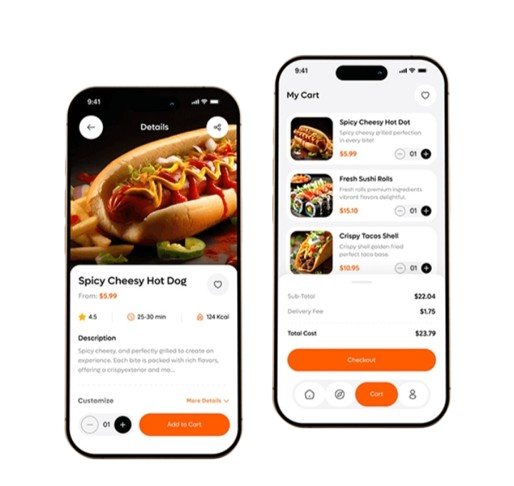 9:41
Details
Spicy Cheesy Hot Dog
From: $5.99
4.5
25-30 min
124 Kcal
Description
Spicy cheesy, and perfectly grilled to create an
experience. Each bite is packed with rich flavors,
offering a crispyexterior and mo...
Customize
More Details
01
Add to Cart
9:41
My Cart
Spicy Cheesy Hot Dot
Spicy cheesy grilled perfection
in every bite!
$5.99
01
Fresh Sushi Rolls
Fresh rolls premium ingredients
vibrant flavors delightful.
$15.10
01
Crispy Tacos Shell
Crispy shell golden fried
perfect taco base.
$10.95
01
Sub-Total
$22.04
Delivery Fee
$1.75
Total Cost
$23.79
Checkout
Cart